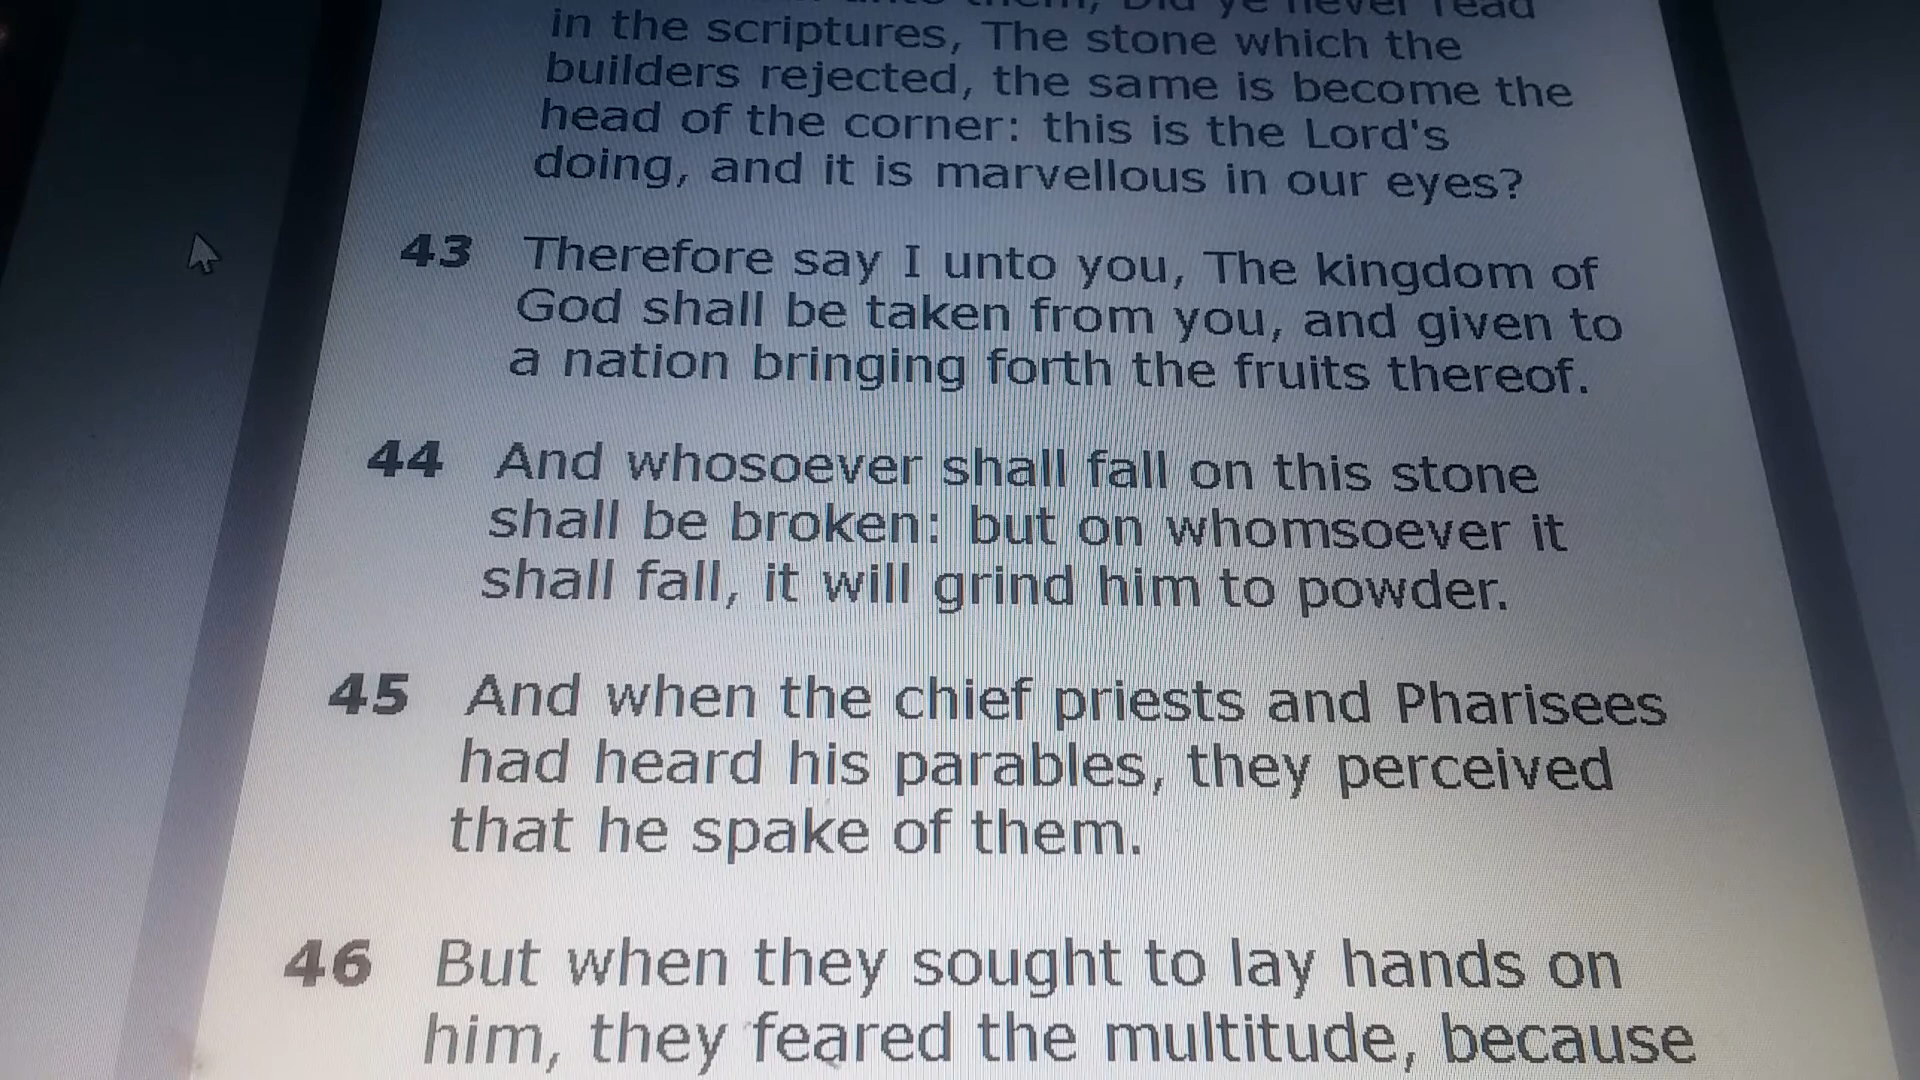 them, Did ye never read
in the scriptures, The stone which the
builders rejected, the same is become the
head of the corner: this is the Lord's
doing, and it is marvellous in our eyes?
43 Therefore say I unto you, The kingdom of
God shall be taken from you, and given to
a nation bringing forth the fruits thereof.
44 And whosoever shall fall on this stone
shall be broken: but on whomsoever it
shall fall, it will grind him to powder.
45 And when the chief priests and Pharisees
had heard his parables, they perceived
that he spake of them.
46 But when they sought to lay hands on
him, they feared the multitude, because